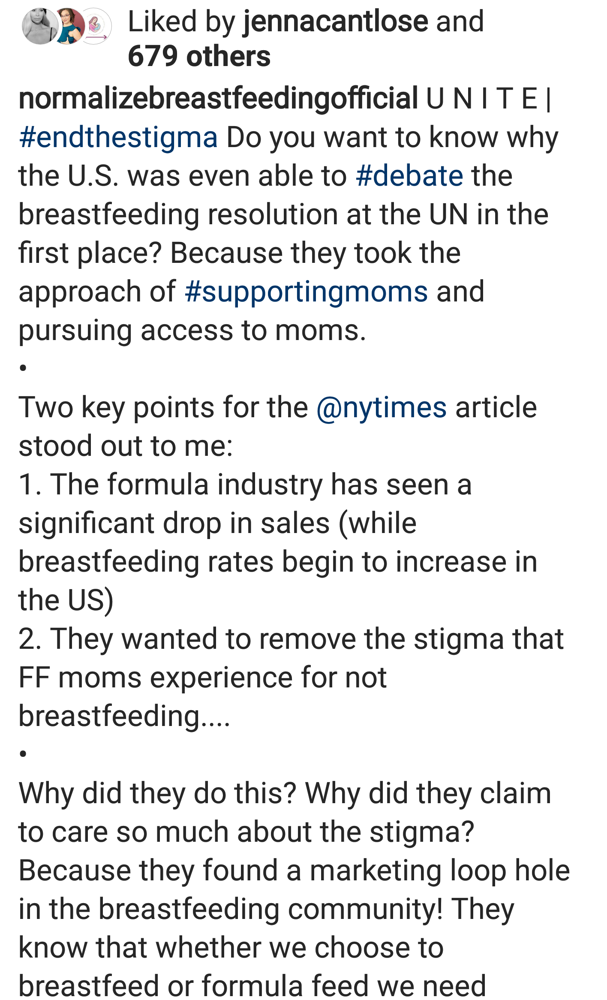 Liked by jennacantlose and
679 others
normalizebreastfeedingofficial U N I T E |
#endthestigma Do you want to know why
the U.S. was even able to #debate the
breastfeeding resolution at the UN in the
first place? Because they took the
approach of #supportingmoms and
pursuing access to moms.
•
Two key points for the @nytimes article
stood out to me:
1. The formula industry has seen a
significant drop in sales (while
breastfeeding rates begin to increase in
the US)
2. They wanted to remove the stigma that
FF moms experience for not
breastfeeding....
•
Why did they do this? Why did they claim
to care so much about the stigma?
Because they found a marketing loop hole
in the breastfeeding community! They
know that whether we choose to
breastfeed or formula feed we need